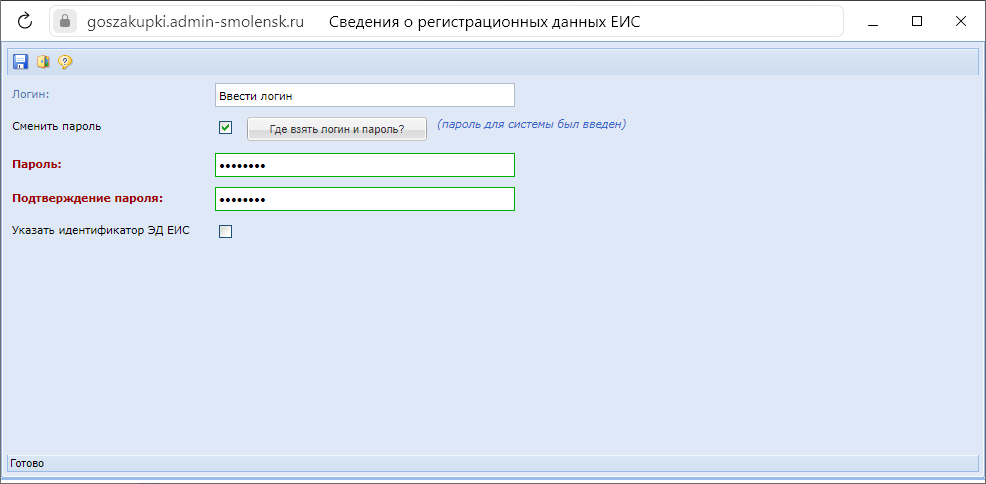 goszakupki.admin-smolensk.ru Сведения о регистрационных данных ЕИС
Логин: Ввести логин
Сменить пароль Где взять логин и пароль? (пароль для системы был введен)
Пароль: ••••••••
Подтверждение пароля: ••••••••
Указать идентификатор ЭД ЕИС
Готово